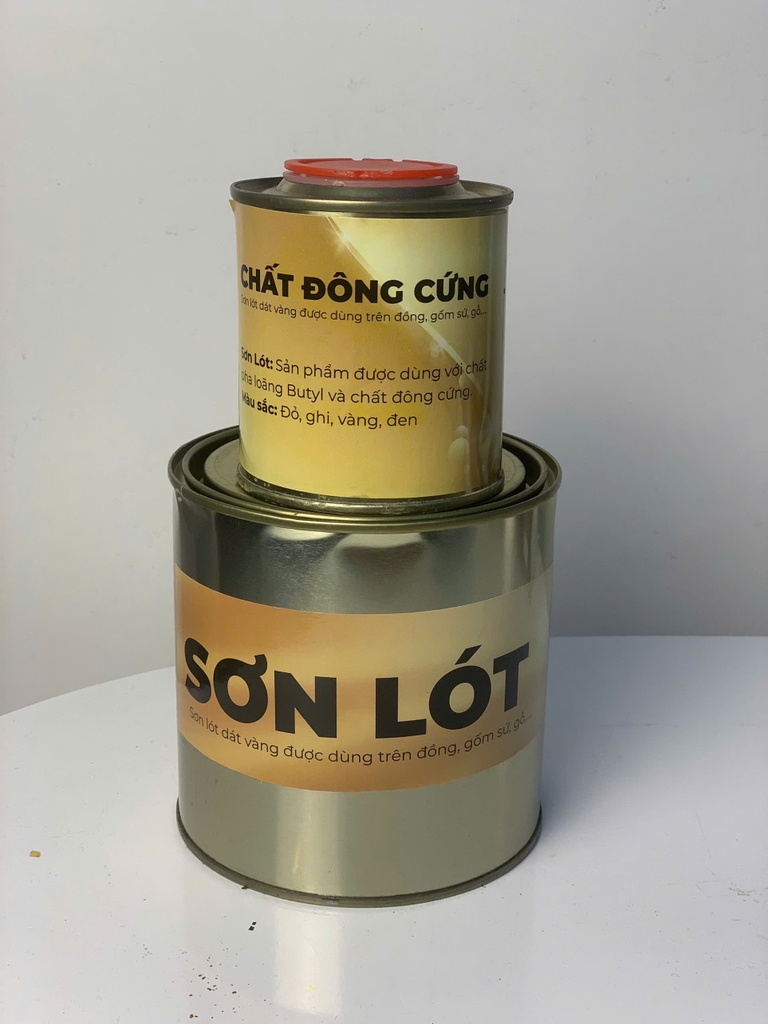 CHẤT ĐÔNG CỨNG
Sơn lót dát vàng được dùng trên đồng, gốm sứ, gỗ,...
Sơn Lót: Sản phẩm được dùng với chất
pha loãng Butyl và chất đông cứng.
Màu sắc: Đỏ, ghi, vàng, đen
SƠN LÓT
Sơn lót dát vàng được dùng trên đồng, gốm sứ, gỗ,...